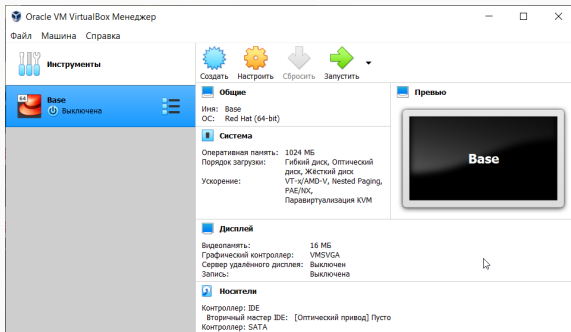 Oracle VM VirtualBox Менеджер
Файл Машина Справка
Инструменты
Создать Настроить Сбросить Запустить
64
Base
Выключена
Общие
Имя: Base
ОС: Red Hat (64-bit)
Превью
Base
Система
Оперативная память: 1024 МБ
Порядок загрузки: Гибкий диск, Оптический
диск, Жёсткий диск
Ускорение: VT-x/AMD-V, Nested Paging,
PAE/NX,
Паравиртуализация KVM
Дисплей
Видеопамять: 16 МБ
Графический контроллер: VMSVGA
Сервер удалённого дисплея: Выключен
Запись: Выключена
Носители
Контроллер: IDE
Вторичный мастер IDE: [Оптический привод] Пусто
Контроллер: SATA